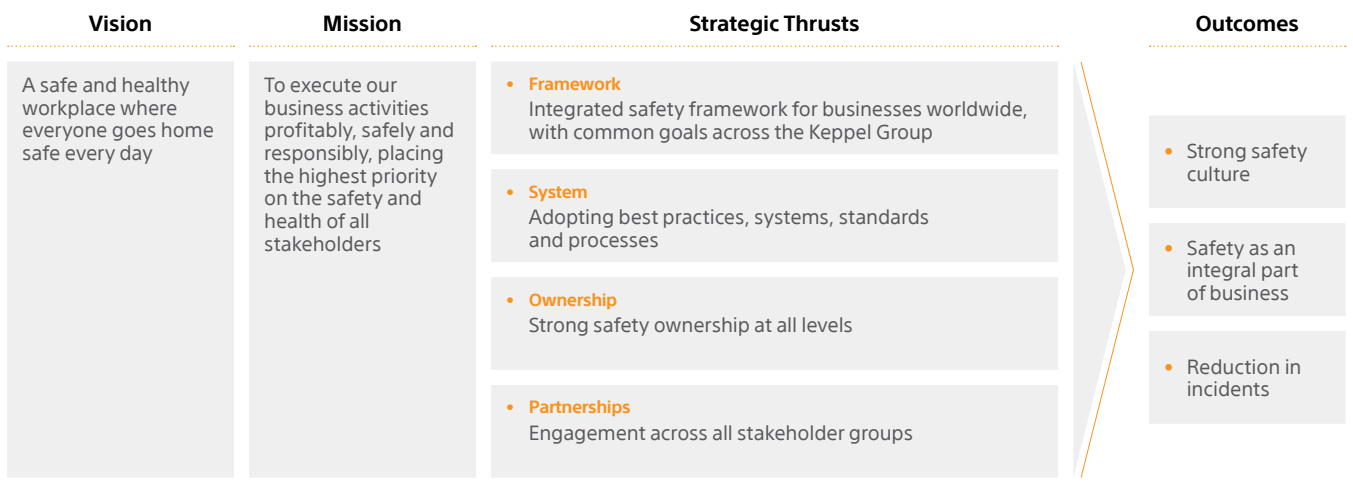 Vision
A safe and healthy
workplace where
everyone goes home
safe every day
Mission
To execute our
business activities
profitably, safely and
responsibly, placing
the highest priority
on the safety and
health of all
stakeholders
Strategic Thrusts
• Framework
Integrated safety framework for businesses worldwide,
with common goals across the Keppel Group
• System
Adopting best practices, systems, standards
and processes
• Ownership
Strong safety ownership at all levels
• Partnerships
Engagement across all stakeholder groups
Outcomes
• Strong safety
culture
• Safety as an
integral part
of business
• Reduction in
incidents